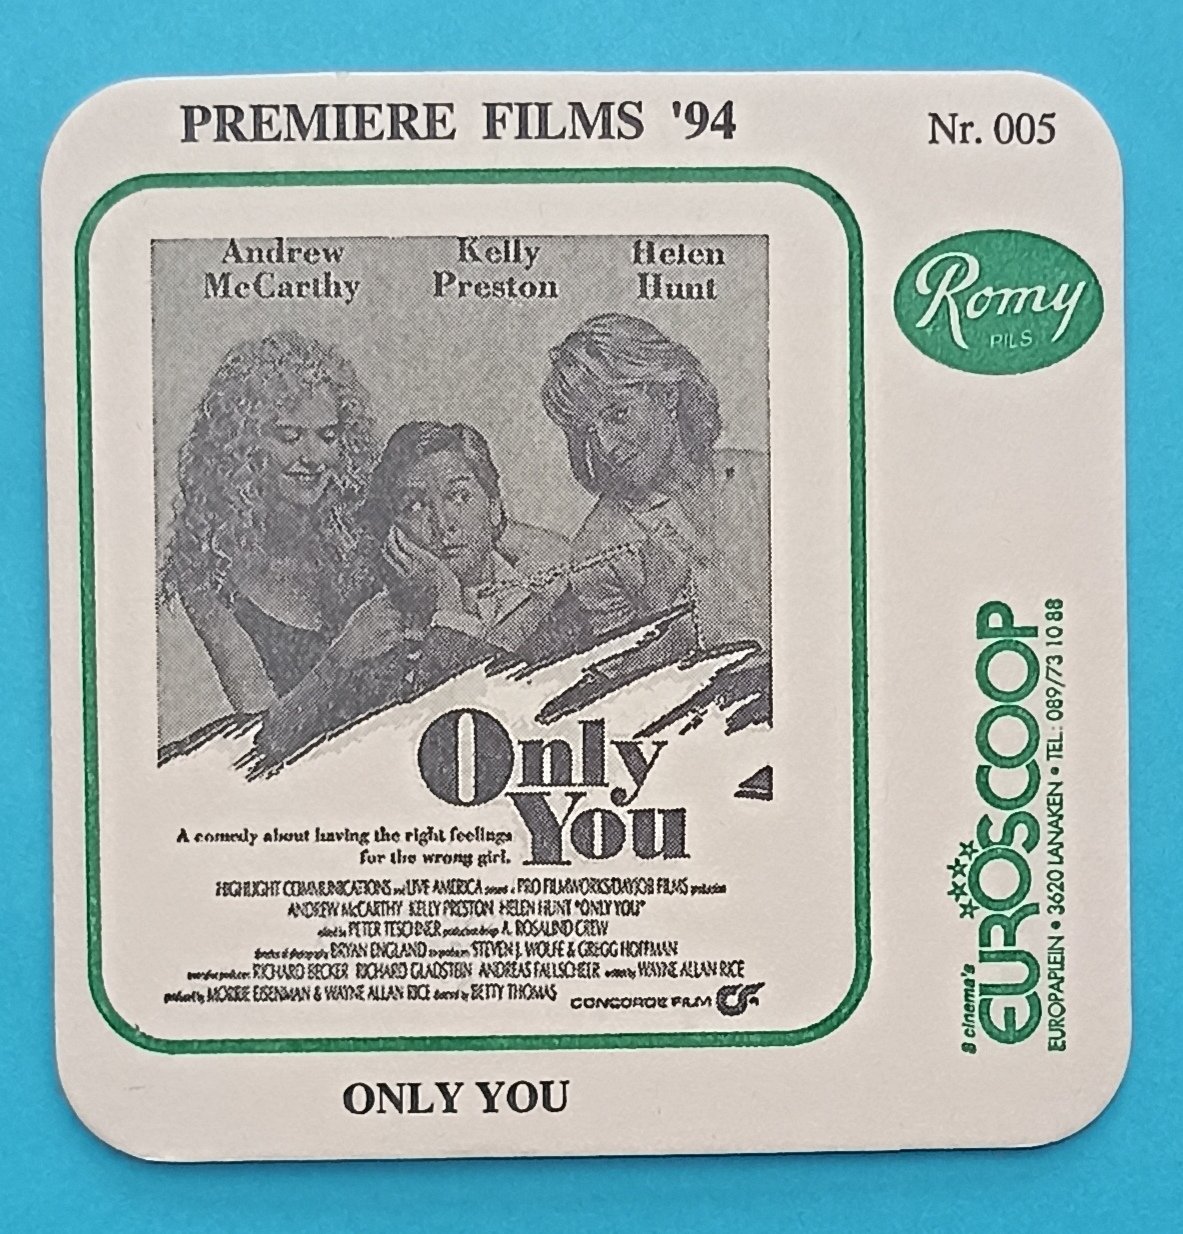 PREMIERE FILMS '94
Nr. 005
Andrew McCarthy
Kelly Preston
Helen Hunt
Romy
PILS
Only
You
A comedy about having the right feelings
for the wrong girl.
HIGHLIGHT COMMUNICATIONS LIVE AMERICA PRO FILMWORKS/DAYJOB FILMS
ANDREW McCARTHY KELLY PRESTON HELEN HUNT "ONLY YOU"
PETER TESCHNER A. ROSALIND CREW
BRYAN ENGLAND STEVEN J. WOLFE & GREGG HOFFMAN
RICHARD BECKER RICHARD GLADSTEIN ANDREAS FALLSCHEER WAYNE ALLAN RICE
MORRIE EISENMAN & WAYNE ALLAN RICE BETTY THOMAS
CONCORDE FILM
8 cinema's
EUROSCOOP
EUROPAPLEIN • 3620 LANAKEN • TEL.: 089/73 10 88
ONLY YOU